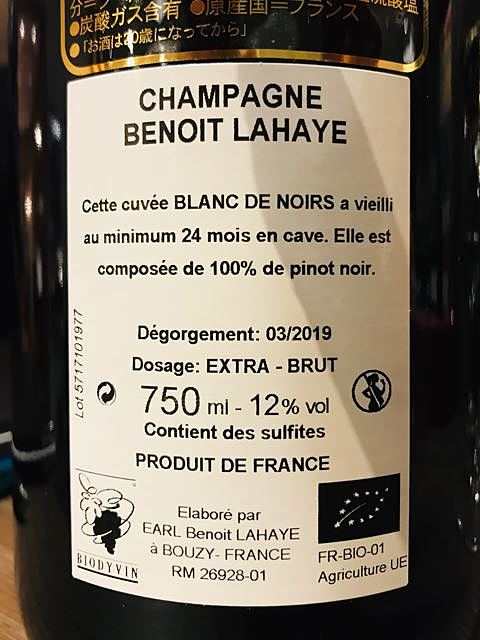 ●炭酸ガス含有 ●原産国=フランス
●「お酒は20歳になってから」
CHAMPAGNE
BENOIT LAHAYE
Cette cuvée BLANC DE NOIRS a vieilli
au minimum 24 mois en cave. Elle est
composée de 100% de pinot noir.
Dégorgement: 03/2019
Dosage: EXTRA - BRUT
750 ml - 12% vol
Contient des sulfites
PRODUIT DE FRANCE
Lot 5717101977
BIODYVIN
Elaboré par
EARL Benoit LAHAYE
à BOUZY- FRANCE
RM 26928-01
FR-BIO-01
Agriculture UE